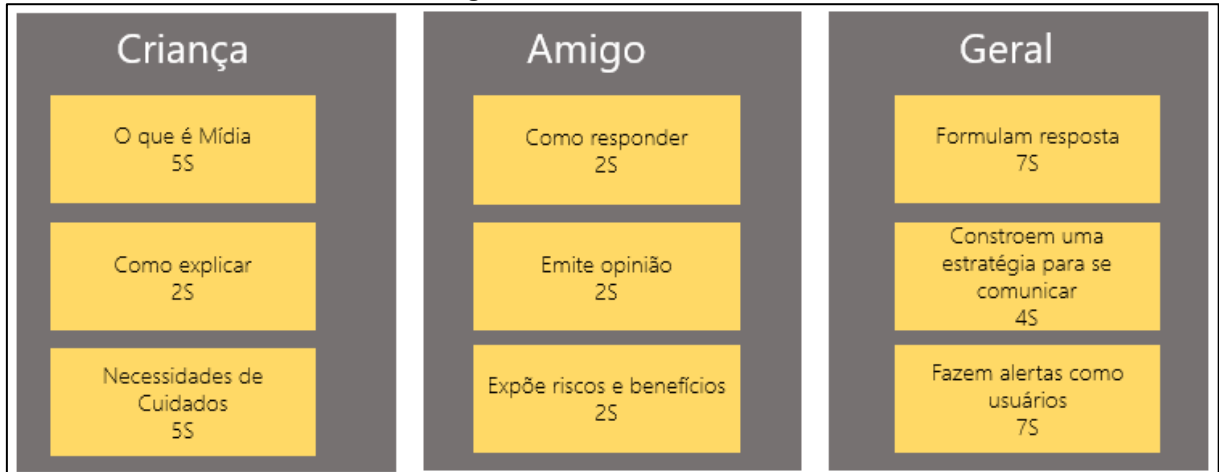 Criança
O que é Mídia
5S
Como explicar
2S
Necessidades de
Cuidados
5S
Amigo
Como responder
2S
Emite opinião
2S
Expõe riscos e benefícios
2S
Geral
Formulam resposta
7S
Constroem uma
estratégia para se
comunicar
4S
Fazem alertas como
usuários
7S